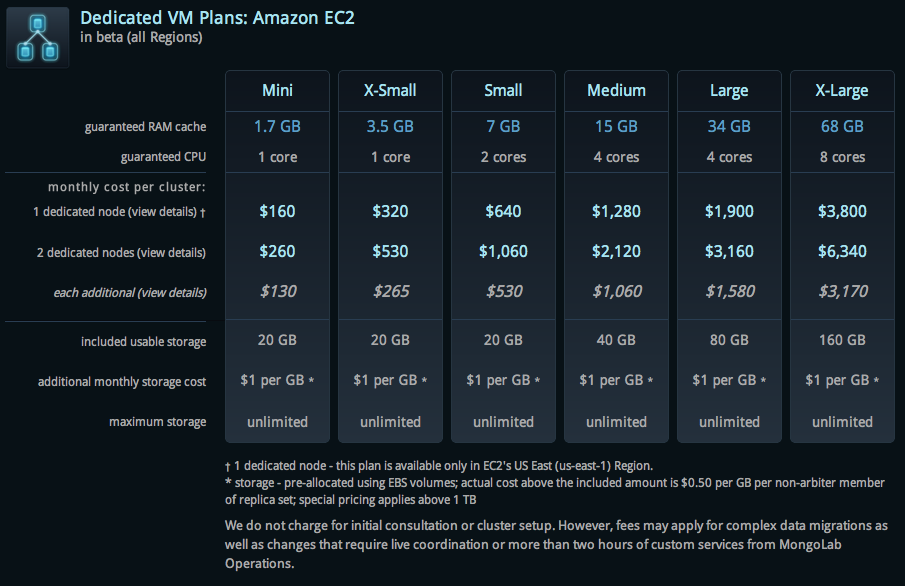 Dedicated VM Plans: Amazon EC2
in beta (all Regions)
Mini X-Small Small Medium Large X-Large
guaranteed RAM cache 1.7 GB 3.5 GB 7 GB 15 GB 34 GB 68 GB
guaranteed CPU 1 core 1 core 2 cores 4 cores 4 cores 8 cores
monthly cost per cluster:
1 dedicated node (view details) † $160 $320 $640 $1,280 $1,900 $3,800
2 dedicated nodes (view details) $260 $530 $1,060 $2,120 $3,160 $6,340
each additional (view details) $130 $265 $530 $1,060 $1,580 $3,170
included usable storage 20 GB 20 GB 20 GB 40 GB 80 GB 160 GB
additional monthly storage cost $1 per GB * $1 per GB * $1 per GB * $1 per GB * $1 per GB * $1 per GB *
maximum storage unlimited unlimited unlimited unlimited unlimited unlimited
† 1 dedicated node - this plan is available only in EC2's US East (us-east-1) Region.
* storage - pre-allocated using EBS volumes; actual cost above the included amount is $0.50 per GB per non-arbiter member
of replica set; special pricing applies above 1 TB
We do not charge for initial consultation or cluster setup. However, fees may apply for complex data migrations as
well as changes that require live coordination or more than two hours of custom services from MongoLab
Operations.